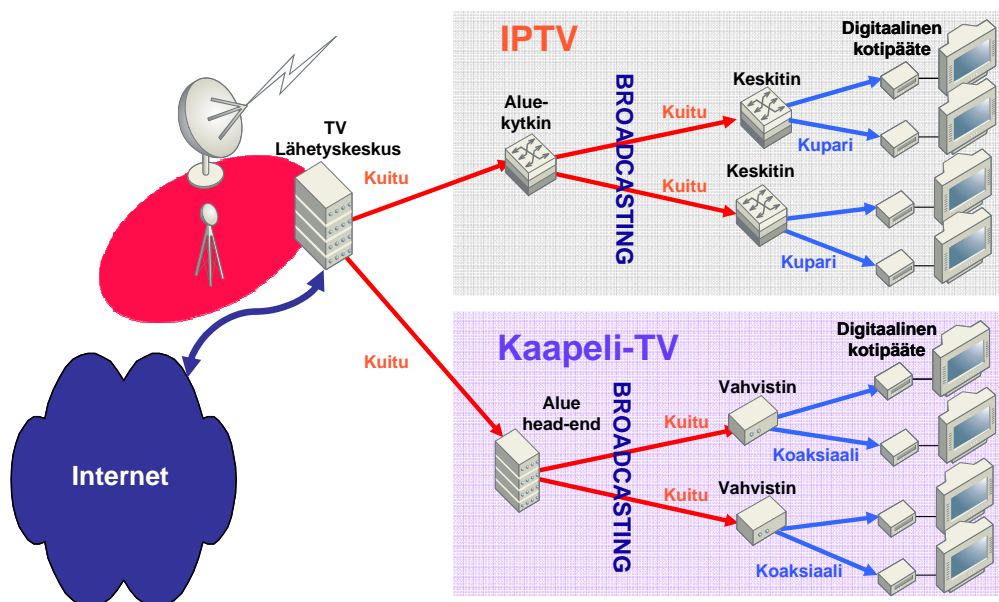 IPTV
Digitaalinen
kotipääte
Keskitin
Alue-
kytkin
BROADCASTING
Kuitu
Kupari
TV
Lähetyskeskus
Kuitu
Keskitin
Kuitu
Kupari
Kaapeli-TV
Digitaalinen
kotipääte
Kuitu
Alue
head-end
BROADCASTING
Vahvistin
Kuitu
Koaksiaali
Internet
Vahvistin
Kuitu
Koaksiaali